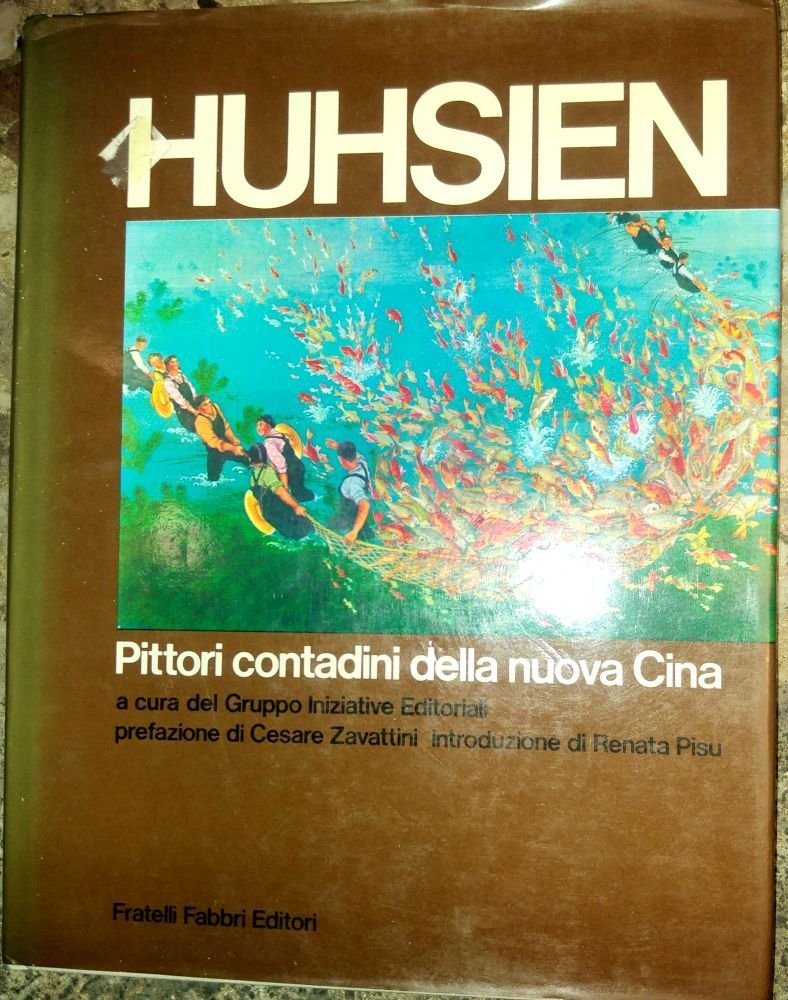 HUHSIEN
Pittori contadini della nuova Cina
a cura del Gruppo Iniziative Editoriali
prefazione di Cesare Zavattini introduzione di Renata Pisu
Fratelli Fabbri Editori